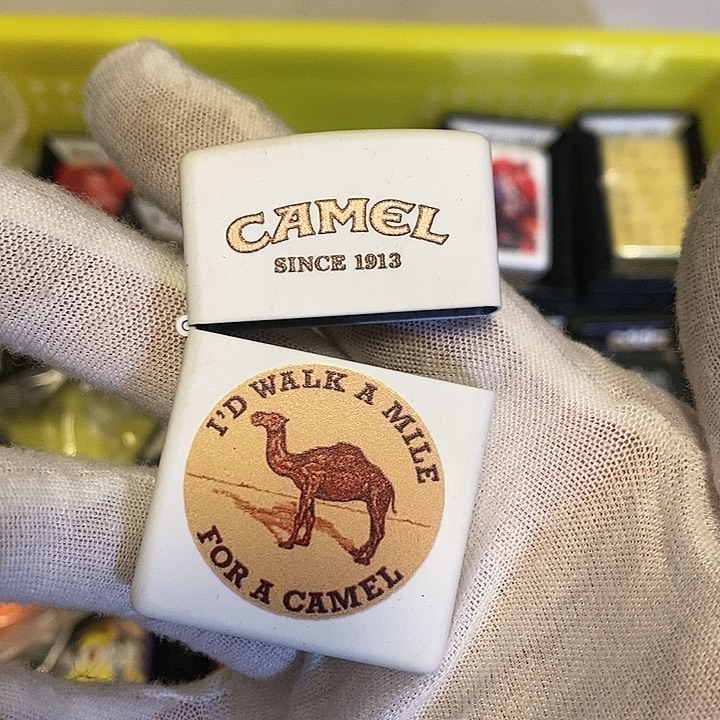 CAMEL
SINCE 1913
I'D WALK A MILE
FOR A CAMEL